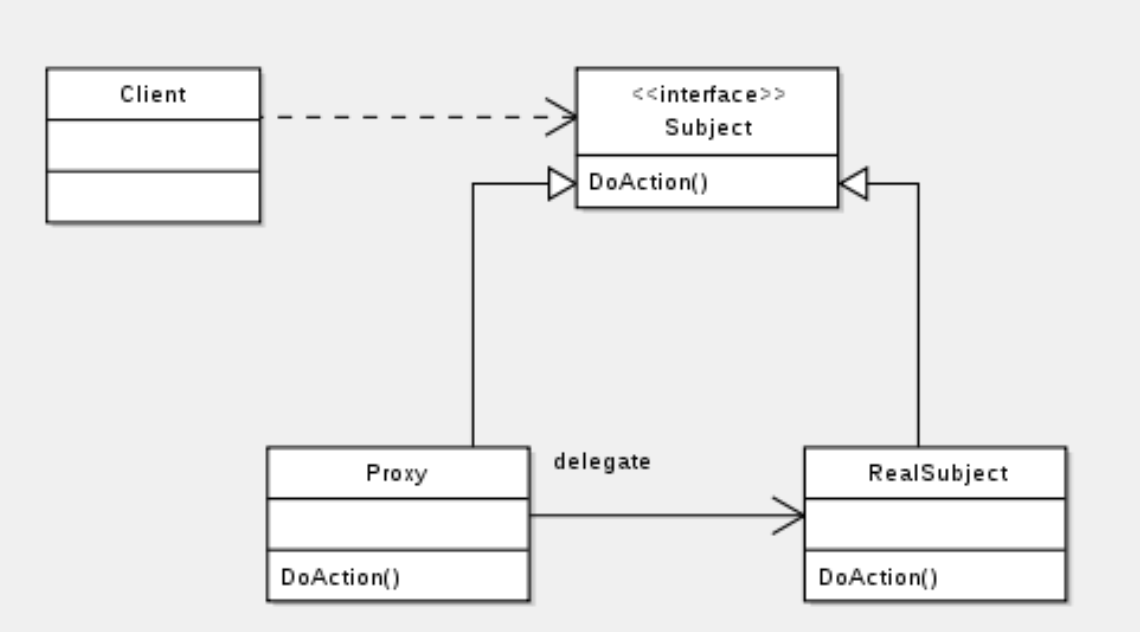 Client
<<interface>>
Subject
DoAction()
Proxy
delegate
RealSubject
DoAction()
DoAction()